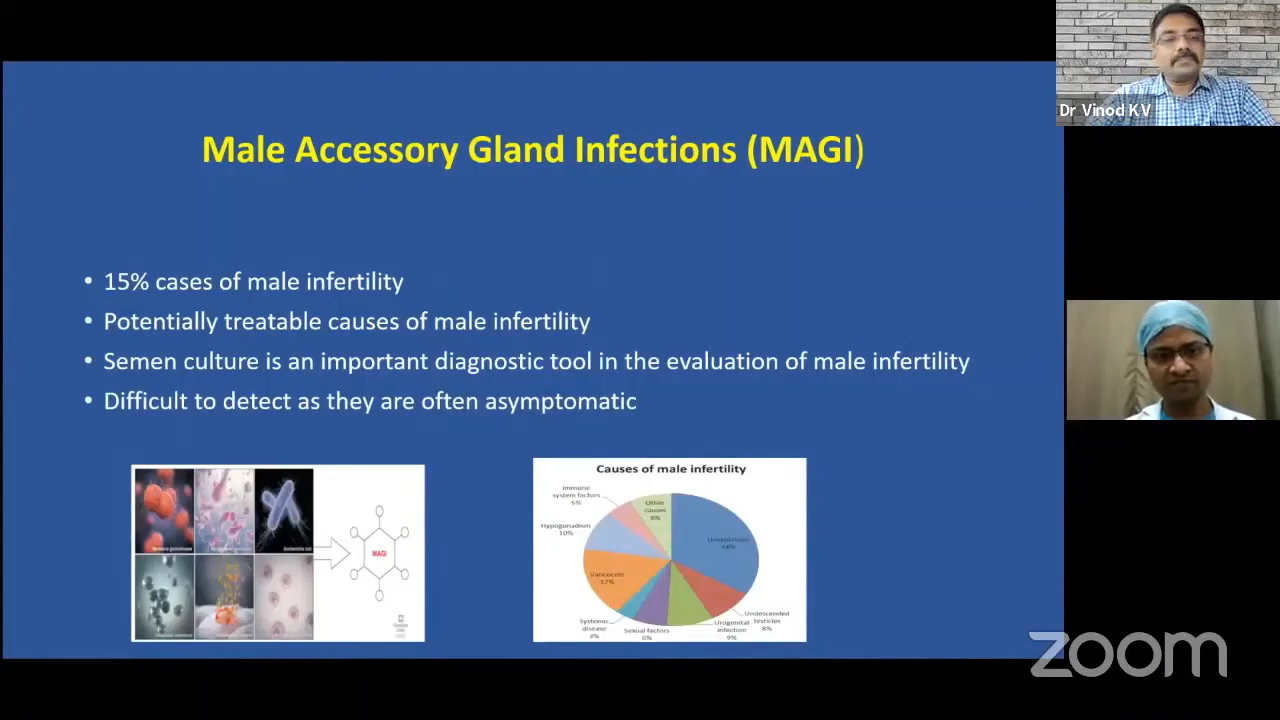 Dr Vinod K V
Male Accessory Gland Infections (MAGI)
• 15% cases of male infertility
• Potentially treatable causes of male infertility
• Semen culture is an important diagnostic tool in the evaluation of male infertility
• Difficult to detect as they are often asymptomatic
MAGI
Causes of male infertility
Immune
system factors
5%
Other
causes
8%
Hypogonadism
10%
Varicocele
17%
Systemic
disease
Sexual factors
6%
Urogenital
infection
9%
Undescended
testicles
8%
zoom